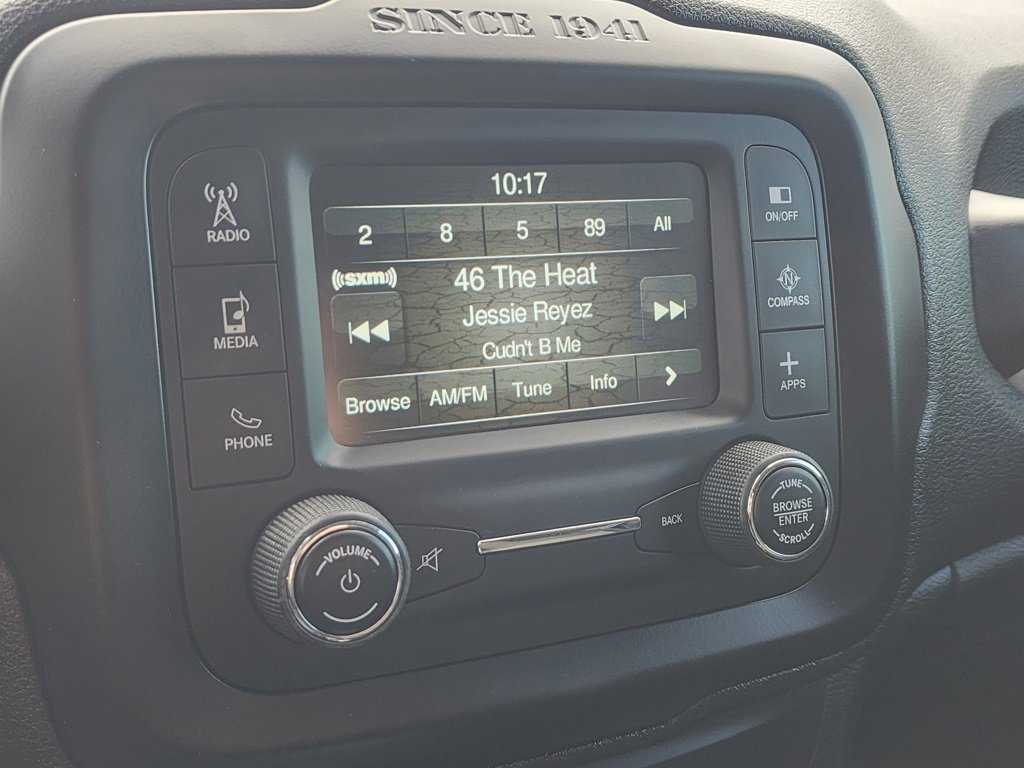 SINCE 1941
10:17
2 8 5 89 All
((sxm))
46 The Heat
Jessie Reyez
Cudn't B Me
Browse AM/FM Tune Info
RADIO
MEDIA
PHONE
ON/OFF
N
COMPASS
APPS
VOLUME
BACK
TUNE
BROWSE
ENTER
SCROLL